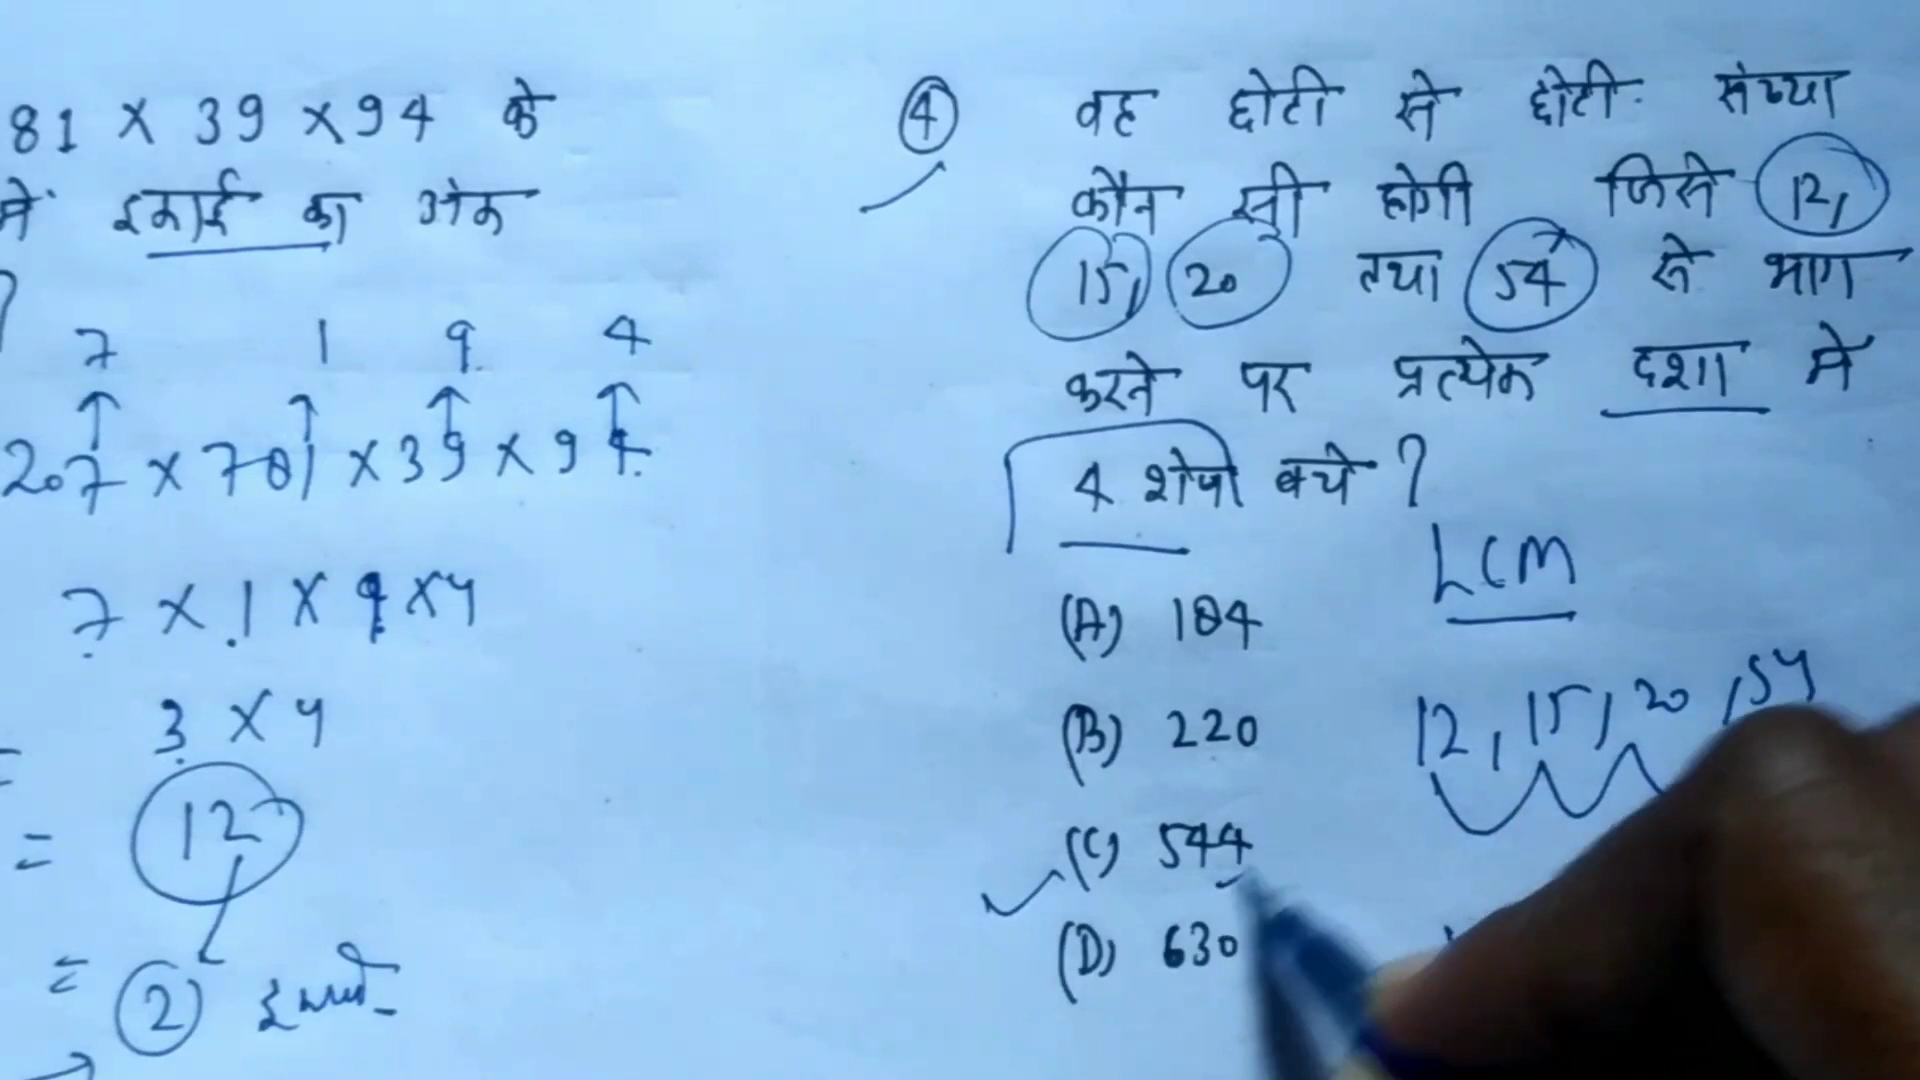 81 × 39 × 94 के
में इकाई का अंक
7 1 9 4
207 × 781 × 39 × 94
7 × 1 × 9 × 4
3 × 4
= 12
= 2
④ वह छोटी से छोटी संख्या
कौन सी होगी जिसे 12,
15, 20 तथा 54 से भाग
करने पर प्रत्येक दशा में
4 शेष बचे ?
LCM
(A) 184
(B) 220
12, 15, 20, 54
(C) 544
(D) 630